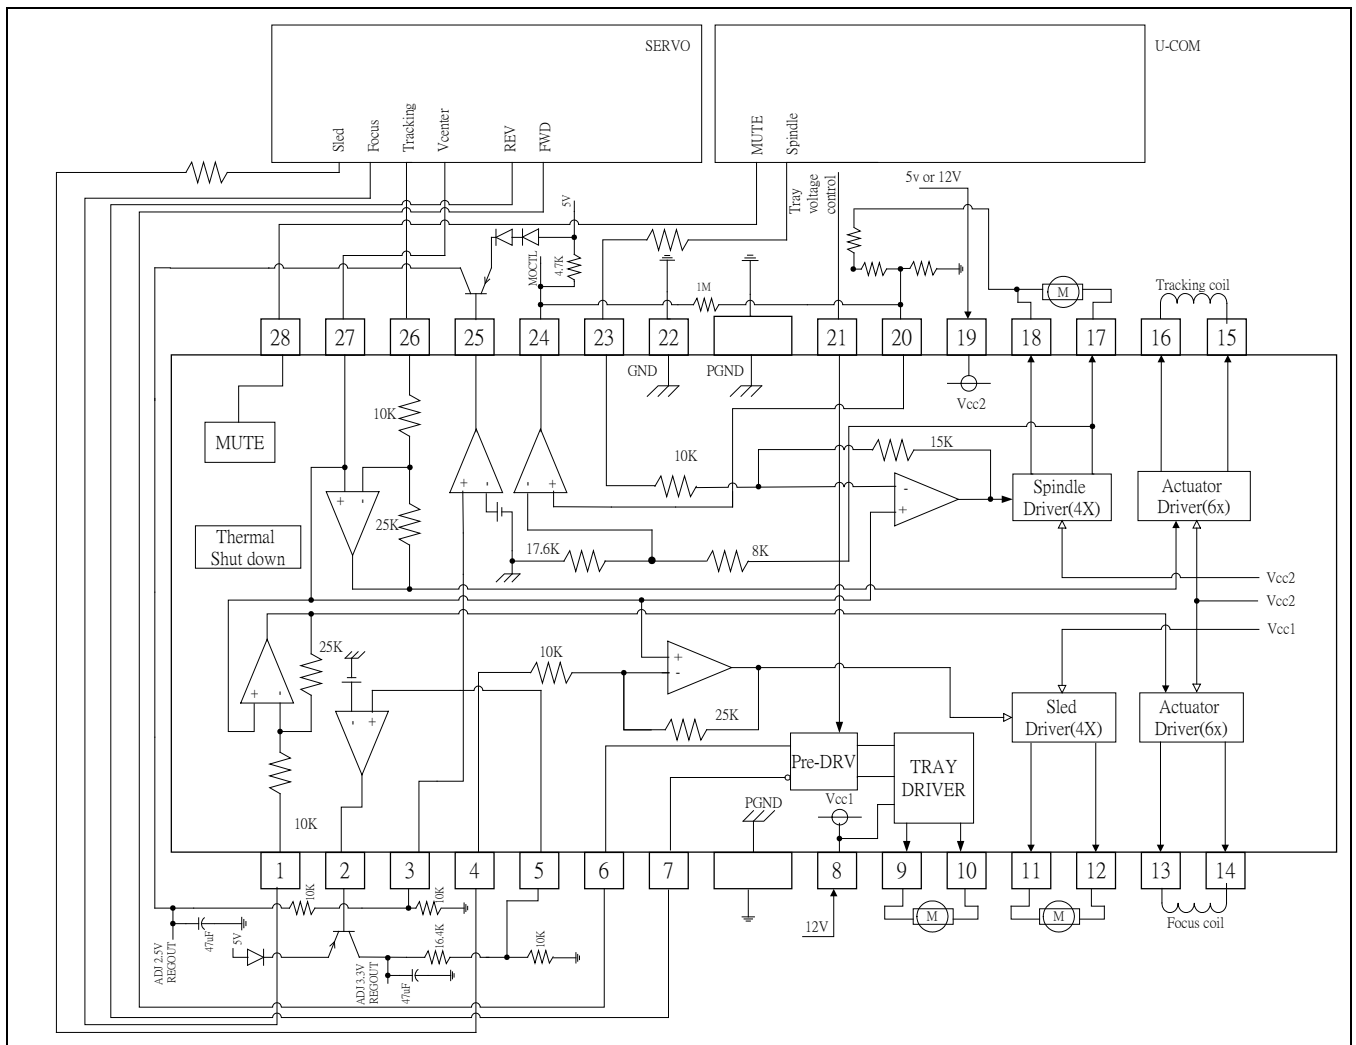 SERVO
U-COM
Sled
Focus
Tracking
Vcenter
REV
FWD
MUTE
Spindle
Tray
voltage
control
5v or 12V
5V
MOCTL
4.7K
1M
M
Tracking coil
28
27
26
25
24
23
22
21
20
19
18
17
16
15
GND
PGND
Vcc2
MUTE
10K
+
-
25K
+
-
-
+
10K
15K
-
+
Spindle
Driver(4X)
Actuator
Driver(6x)
Thermal
Shut down
17.6K
8K
Vcc2
Vcc2
Vcc1
25K
+
-
-
+
10K
+
-
25K
Sled
Driver(4X)
Actuator
Driver(6x)
Pre-DRV
TRAY
DRIVER
Vcc1
PGND
10K
1
2
3
4
5
6
7
8
9
10
11
12
13
14
10K
10K
ADJ 2.5V
REGOUT
47uF
5V
ADJ 3.3V
REGOUT
47uF
16.4K
10K
12V
M
M
Focus coil